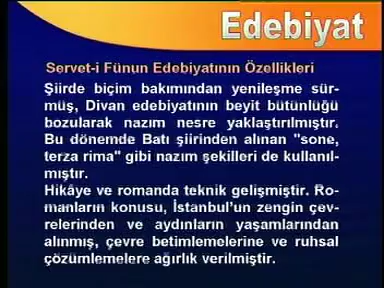 Edebiyat
Servet-i Fünun Edebiyatının Özellikleri
Şiirde biçim bakımından yenileşme sür-
müş, Divan edebiyatının beyit bütünlüğü
bozularak nazım nesre yaklaştırılmıştır.
Bu dönemde Batı şiirinden alınan "sone,
terza rima" gibi nazım şekilleri de kullanıl-
mıştır.
Hikâye ve romanda teknik gelişmiştir. Ro-
manların konusu, İstanbul'un zengin çev-
relerinden ve aydınların yaşamlarından
alınmış, çevre betimlemelerine ve ruhsal
çözümlemelere ağırlık verilmiştir.